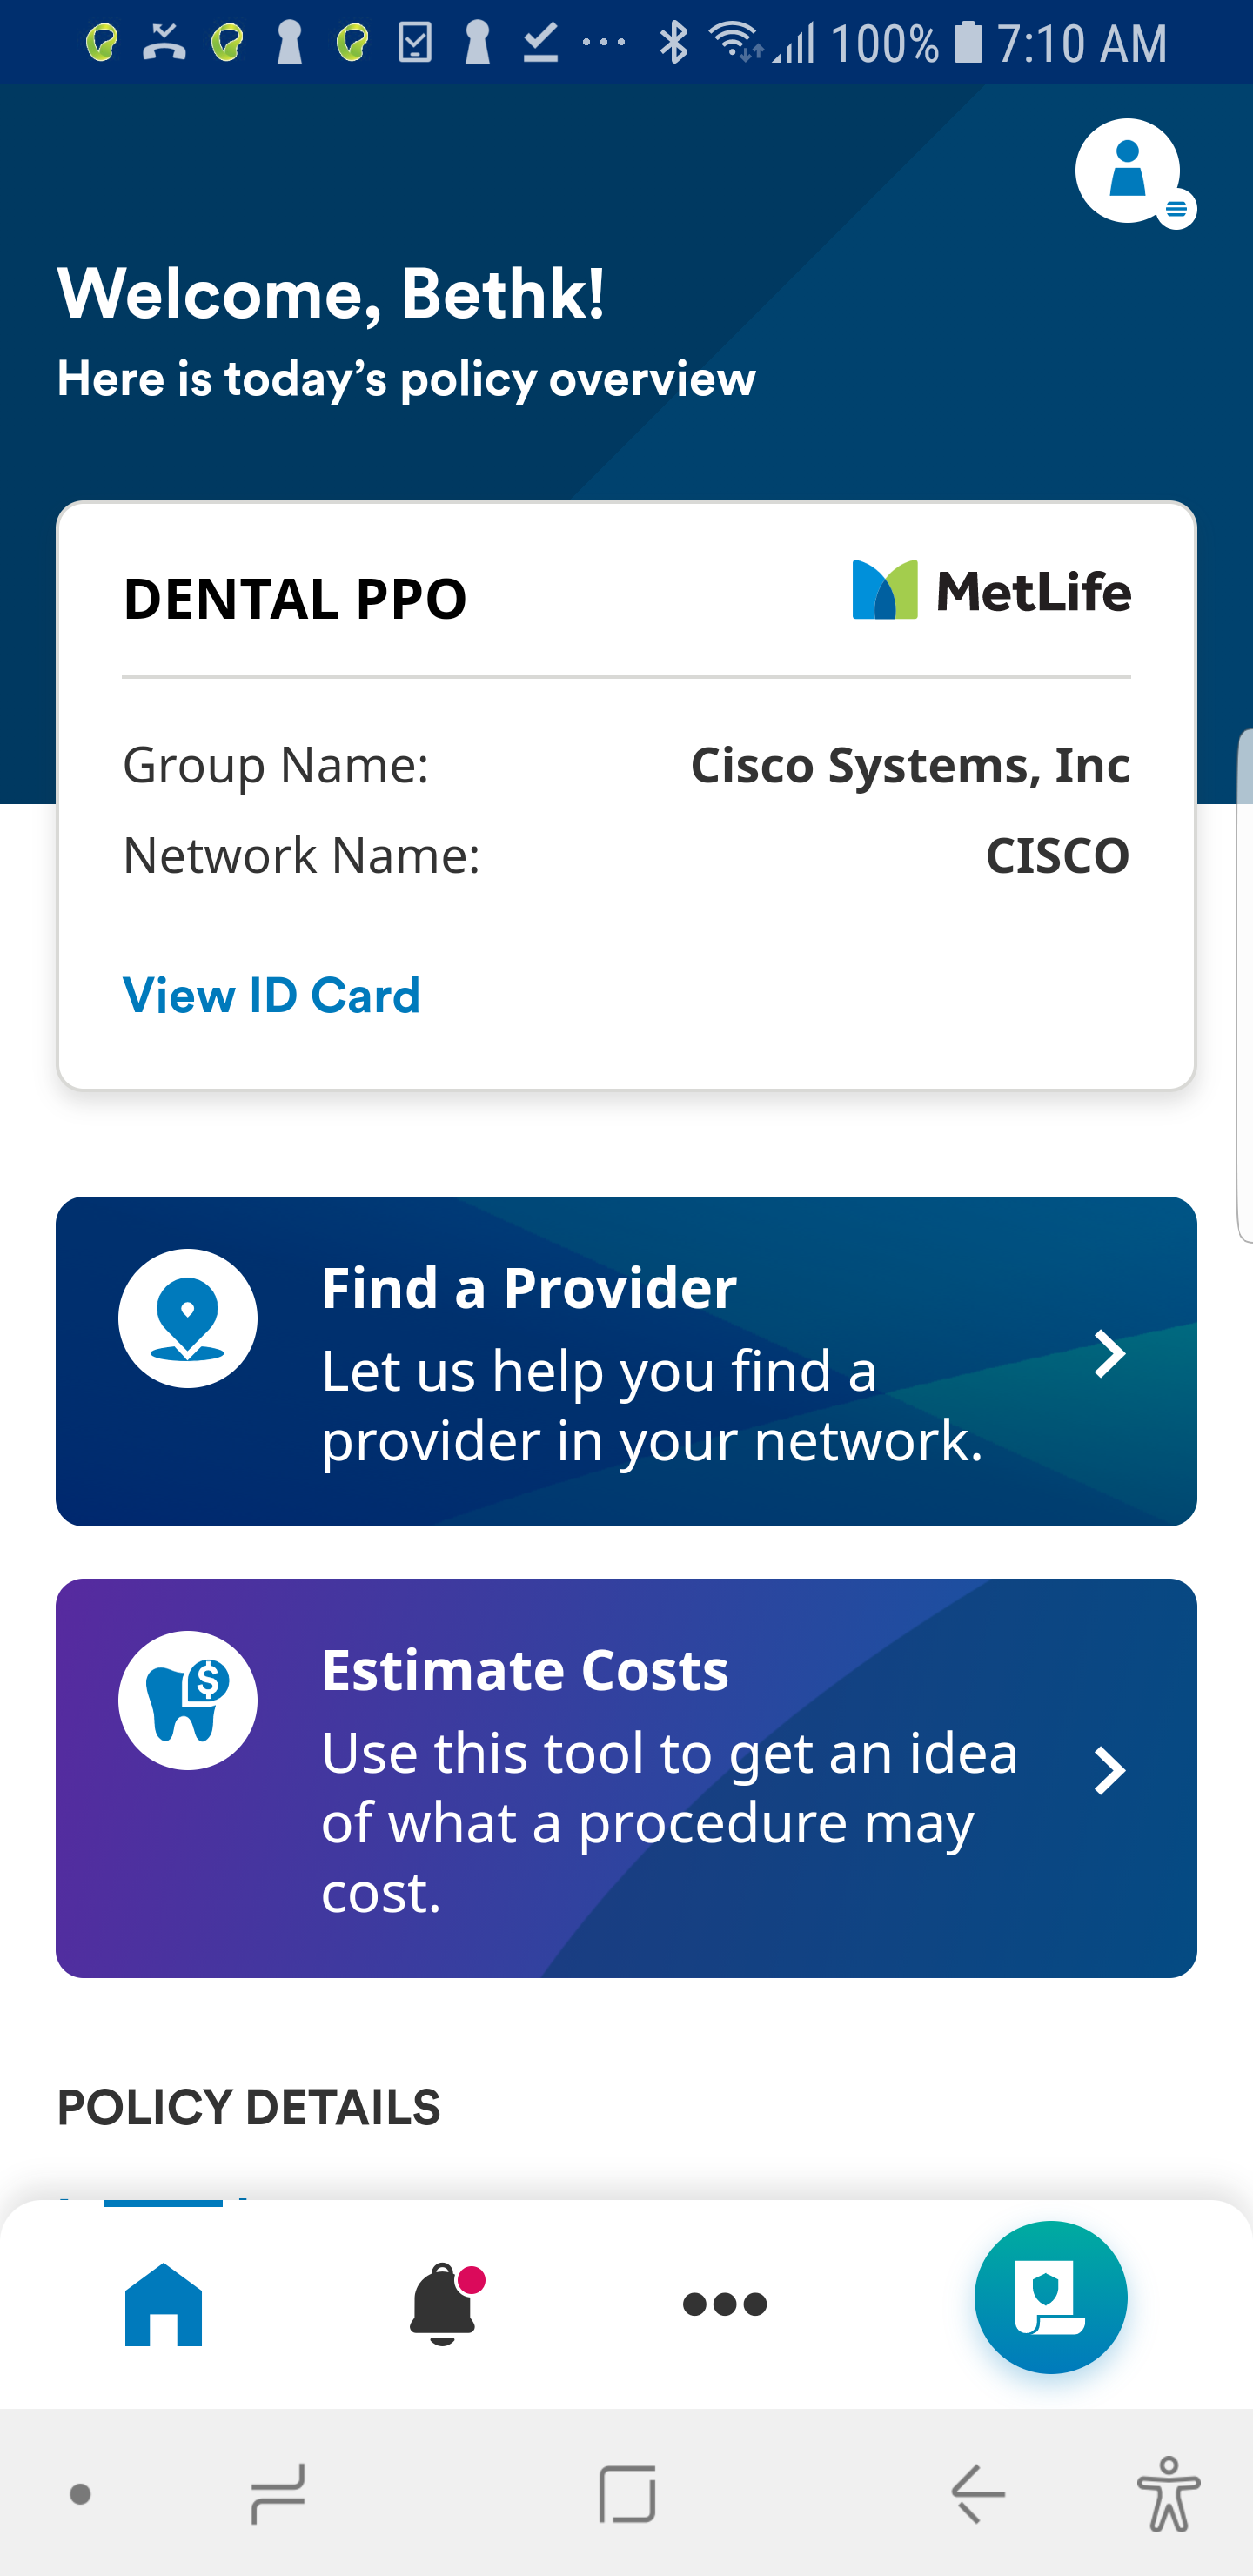 100% 7:10 AM
Welcome, Bethk!
Here is today’s policy overview
DENTAL PPO
MetLife
Group Name: Cisco Systems, Inc
Network Name: CISCO
View ID Card
Find a Provider
Let us help you find a
provider in your network.
Estimate Costs
$
Use this tool to get an idea
of what a procedure may
cost.
POLICY DETAILS